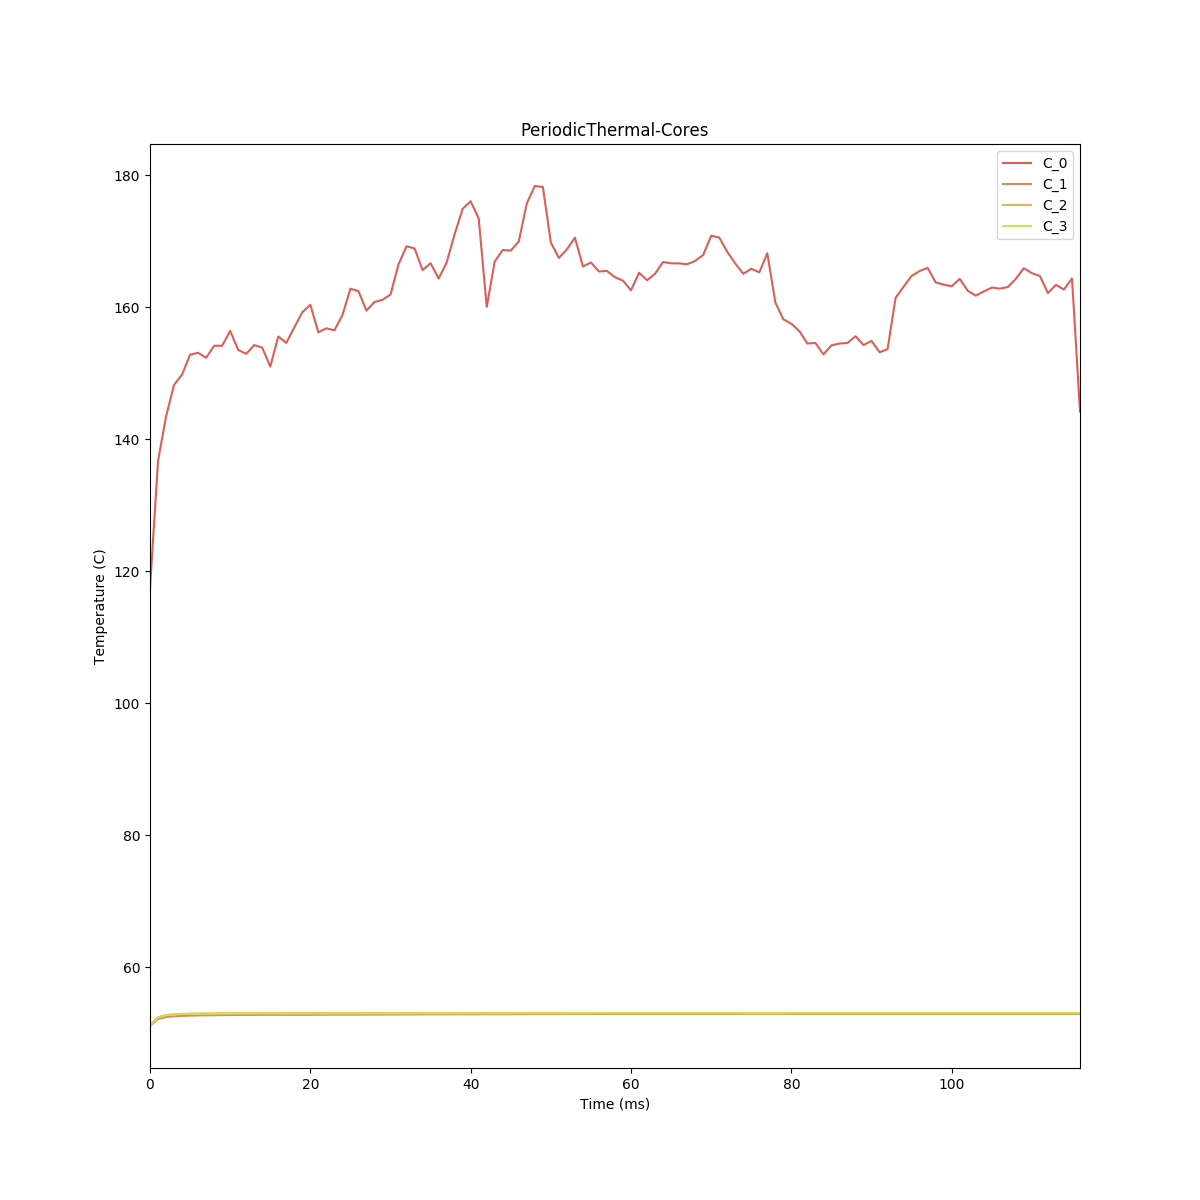 PeriodicThermal-Cores
C_0
C_1
C_2
C_3
Temperature (C)
180
160
140
120
100
80
60
0 20 40 60 80 100
Time (ms)